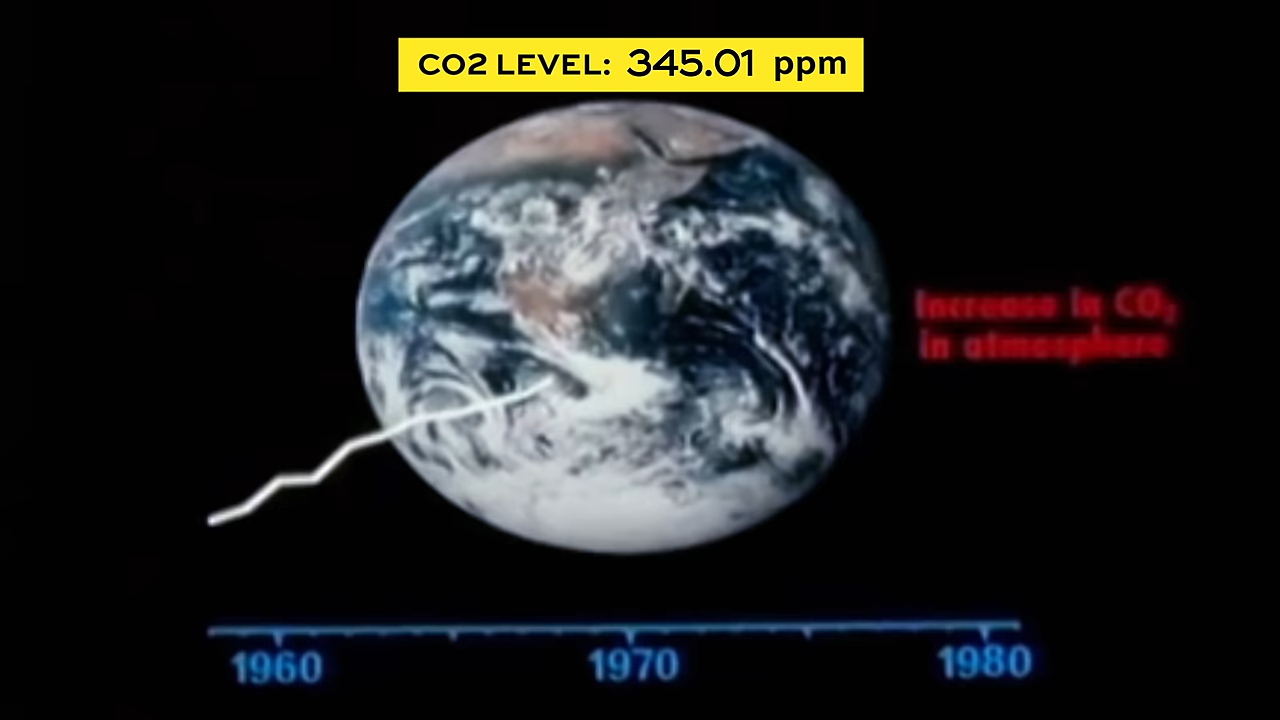 CO2 LEVEL: 345.01 ppm
Increase in CO₂
in atmosphere
1960 1970 1980